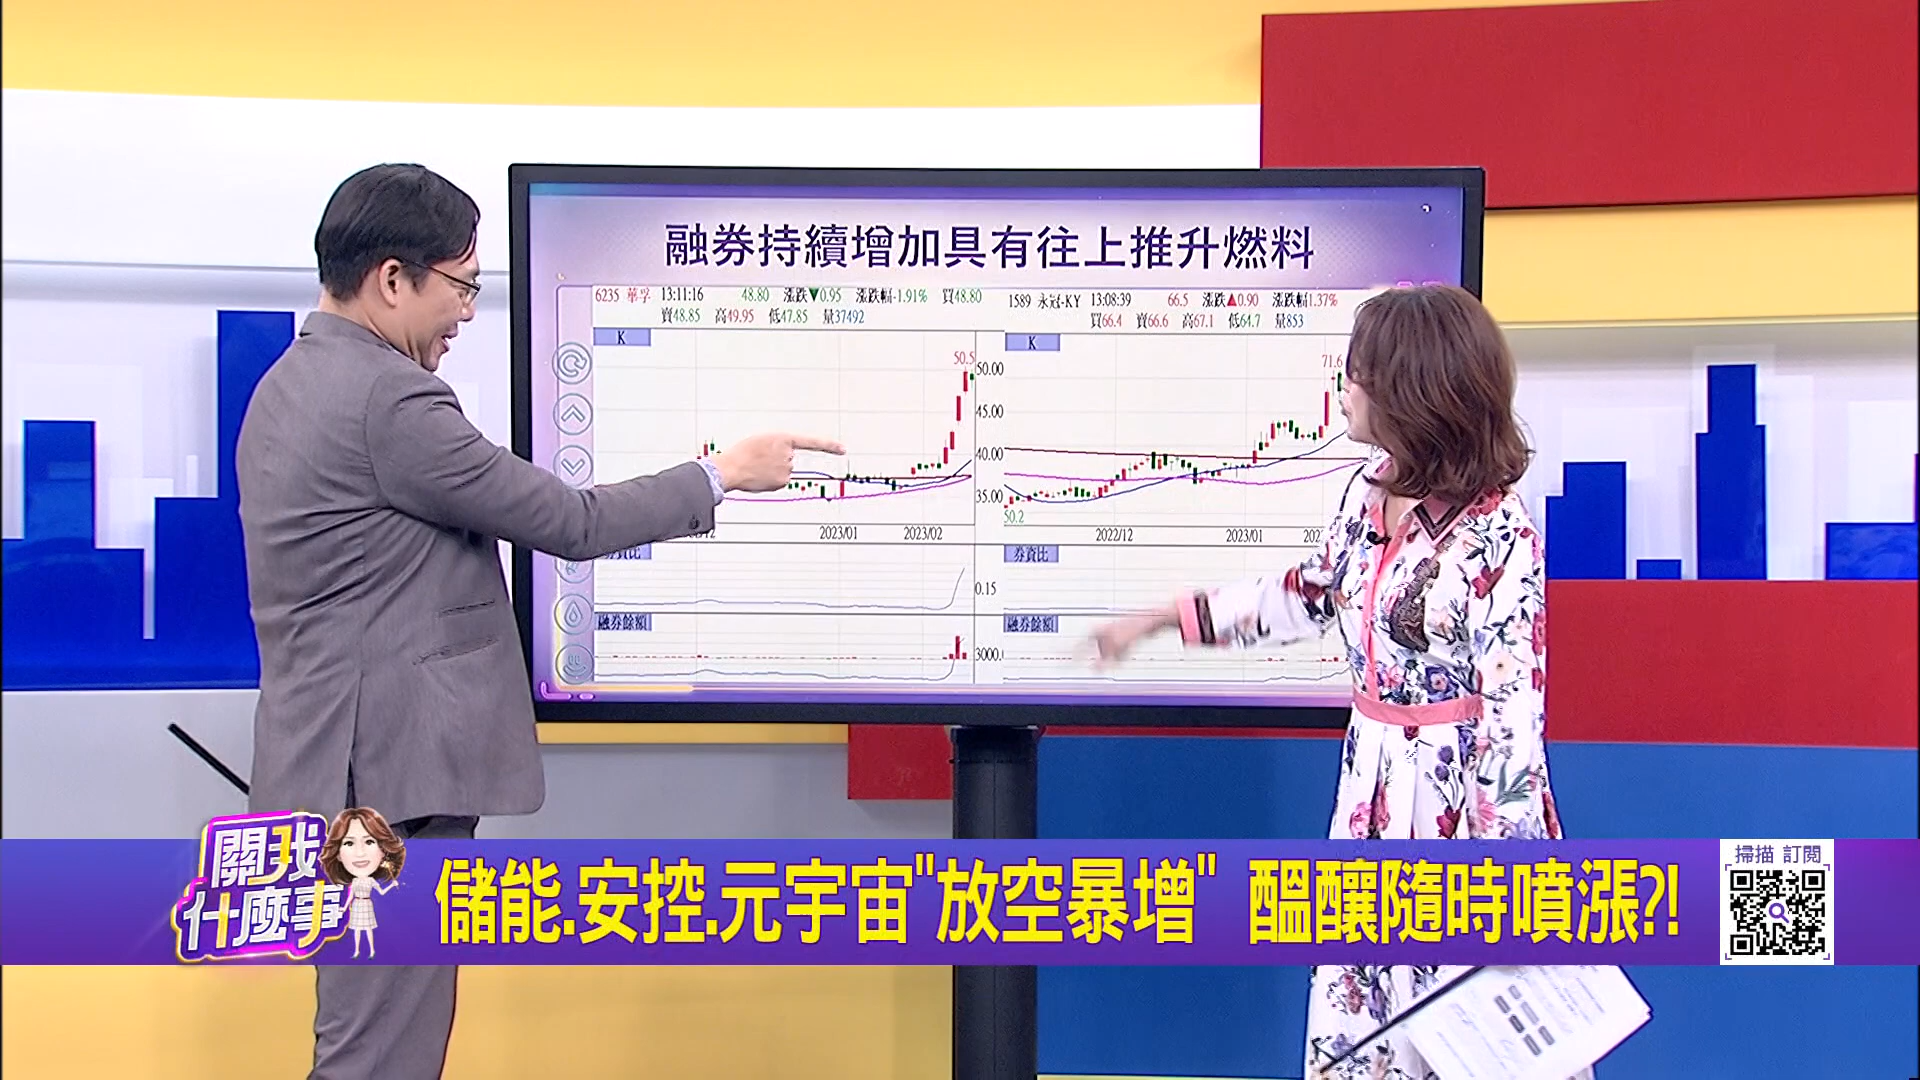 融券持續增加具有往上推升燃料
6235 華孚 13:11:16 48.80 漲跌▼0.95 漲跌幅-1.91% 買48.80
賣48.85 高49.95 低47.85 量37492
K
50.5
50.00
45.00
40.00
35.00
2023/01 2023/02
券資比
0.15
融券餘額
3000.
1589 永冠-KY 13:08:39 66.5 漲跌▲0.90 漲跌幅1.37%
買66.4 賣66.6 高67.1 低64.7 量853
K
71.6
50.2
2022/12 2023/01
券資比
融券餘額
關我
什麼事
儲能.安控.元宇宙"放空暴增" 醞釀隨時噴漲?!
掃描 訂閱